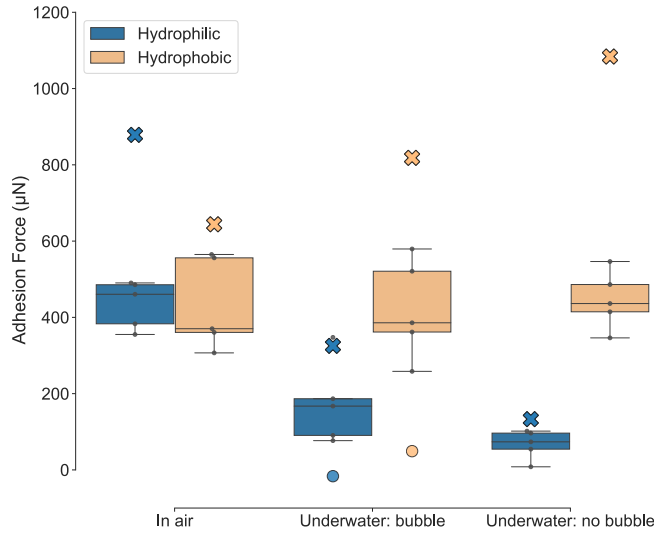 1200
Hydrophilic
Hydrophobic
1000
800
600
400
200
0
Adhesion Force (µN)
In air
Underwater: bubble
Underwater: no bubble